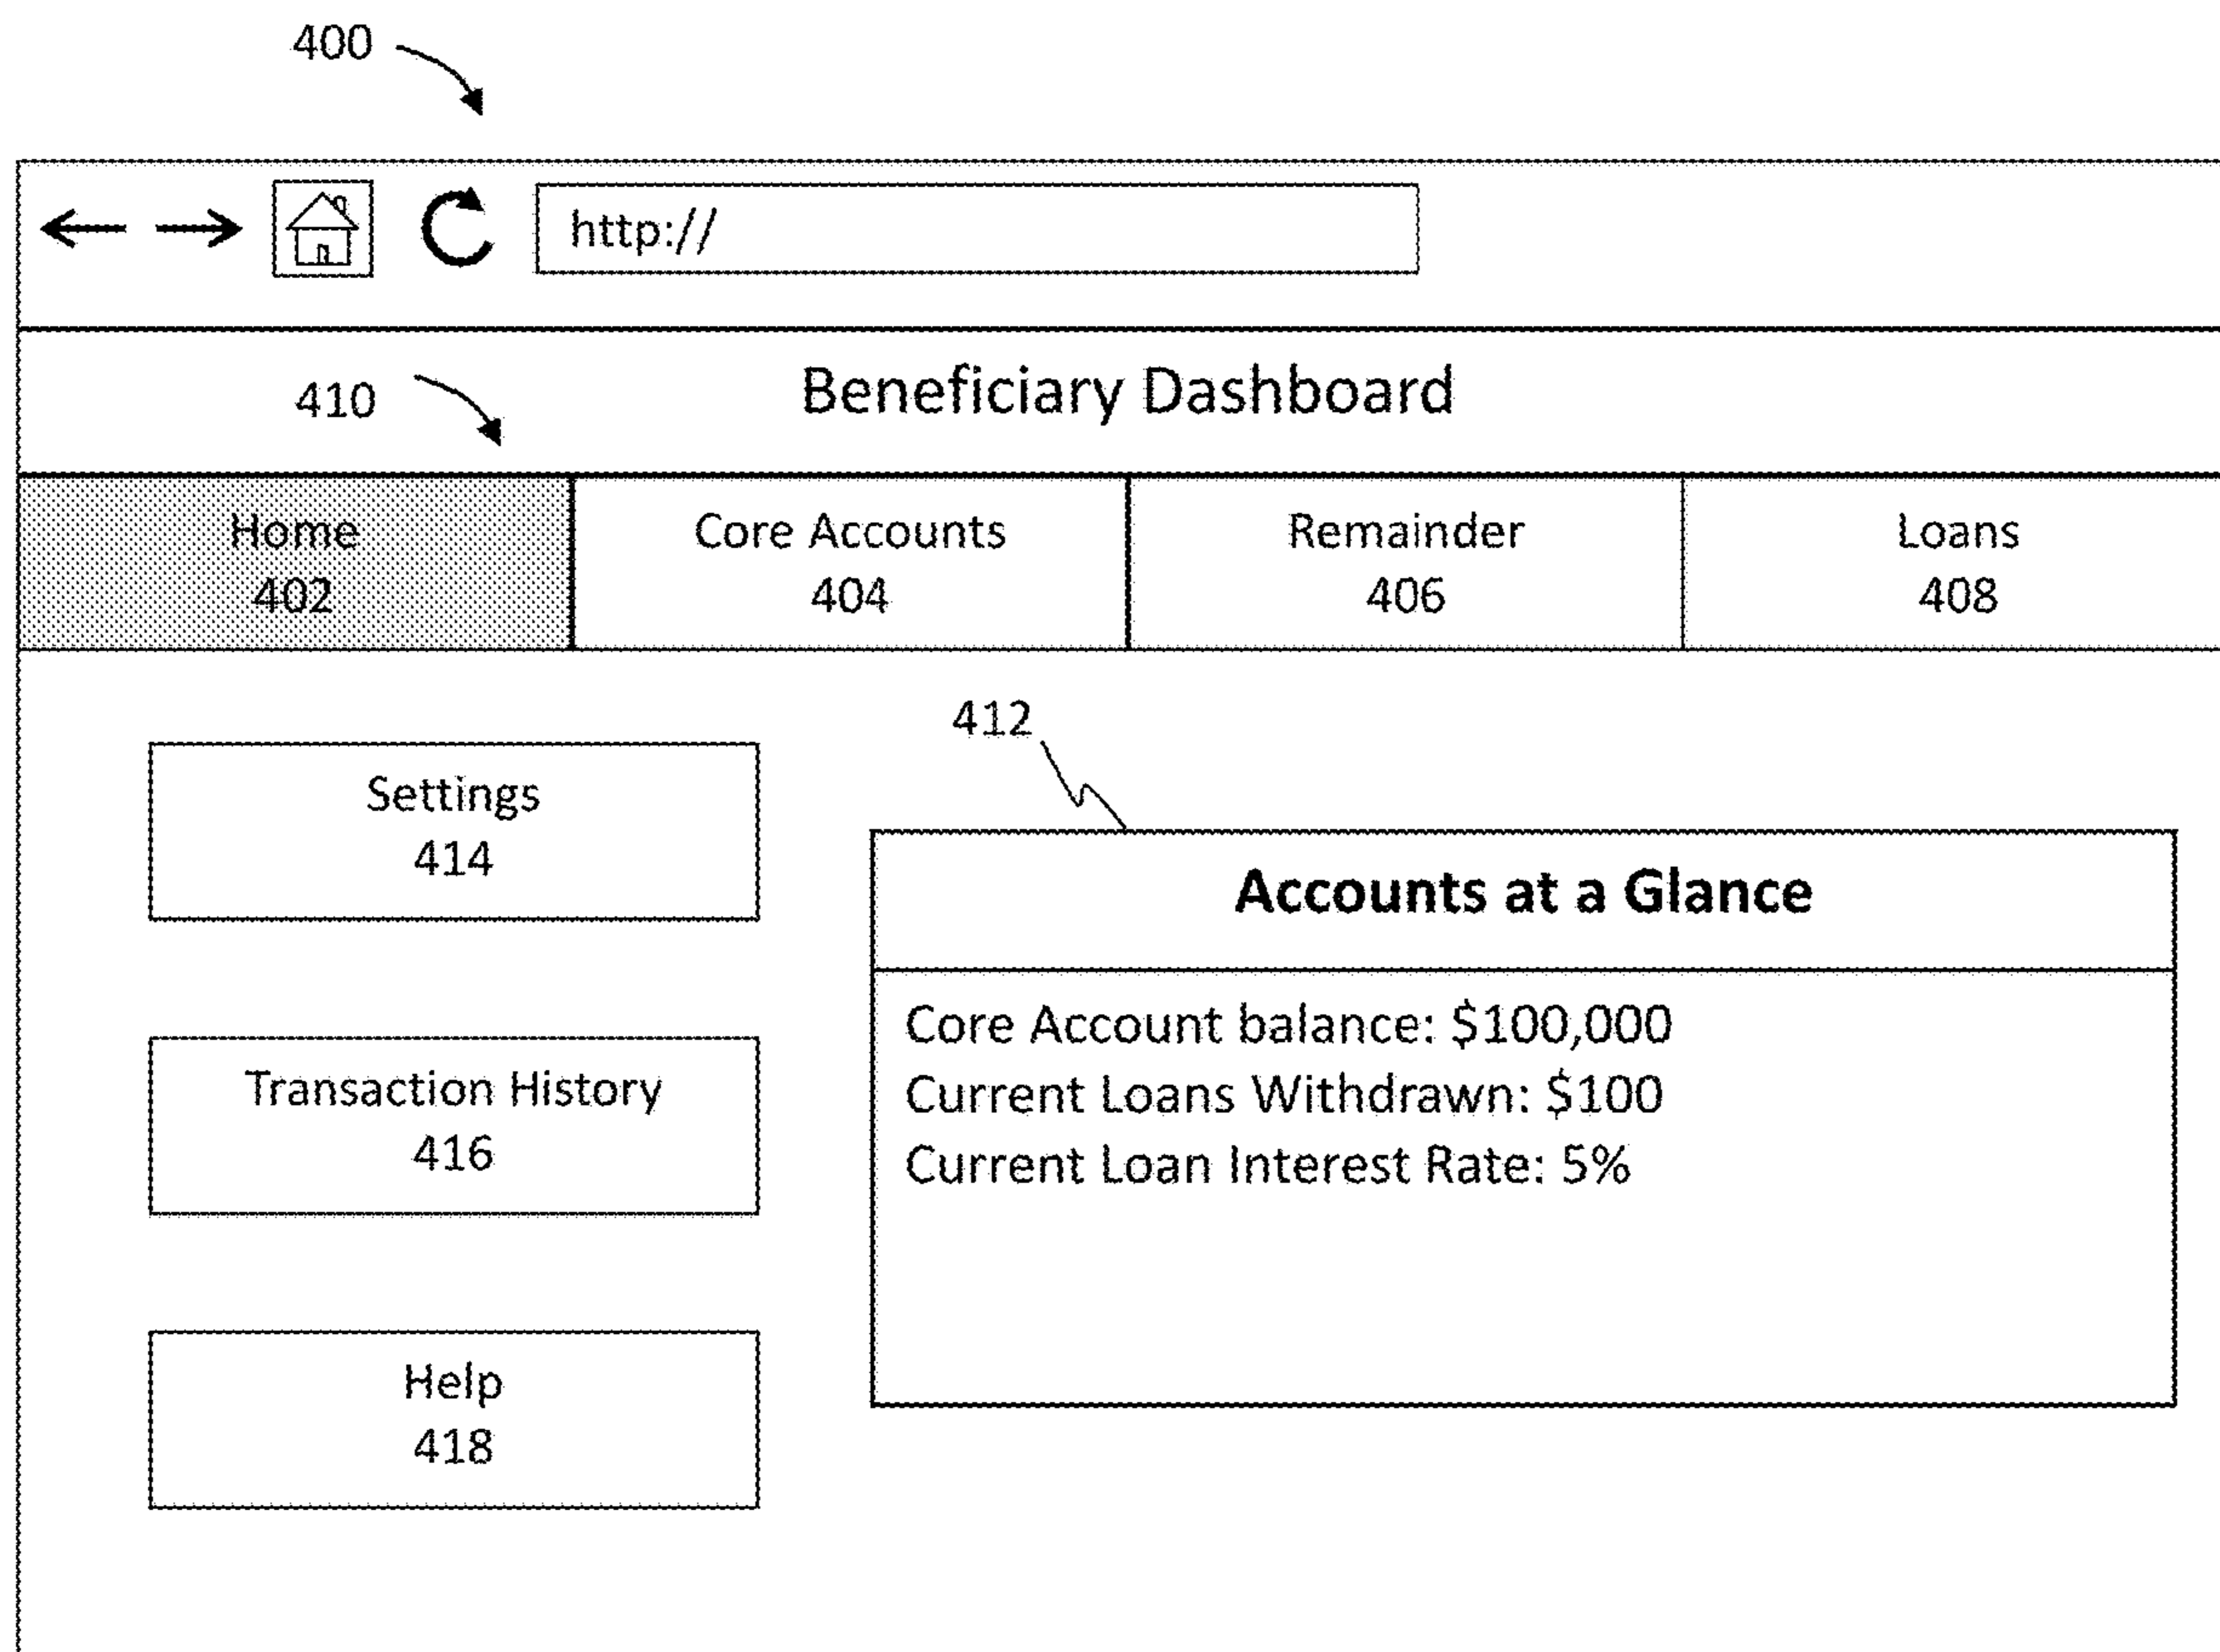 400
http://
Beneficiary Dashboard
410
Home
402
Core Accounts
404
Remainder
406
Loans
408
412
Settings
414
Transaction History
416
Help
418
Accounts at a Glance
Core Account balance: $100,000
Current Loans Withdrawn: $100
Current Loan Interest Rate: 5%